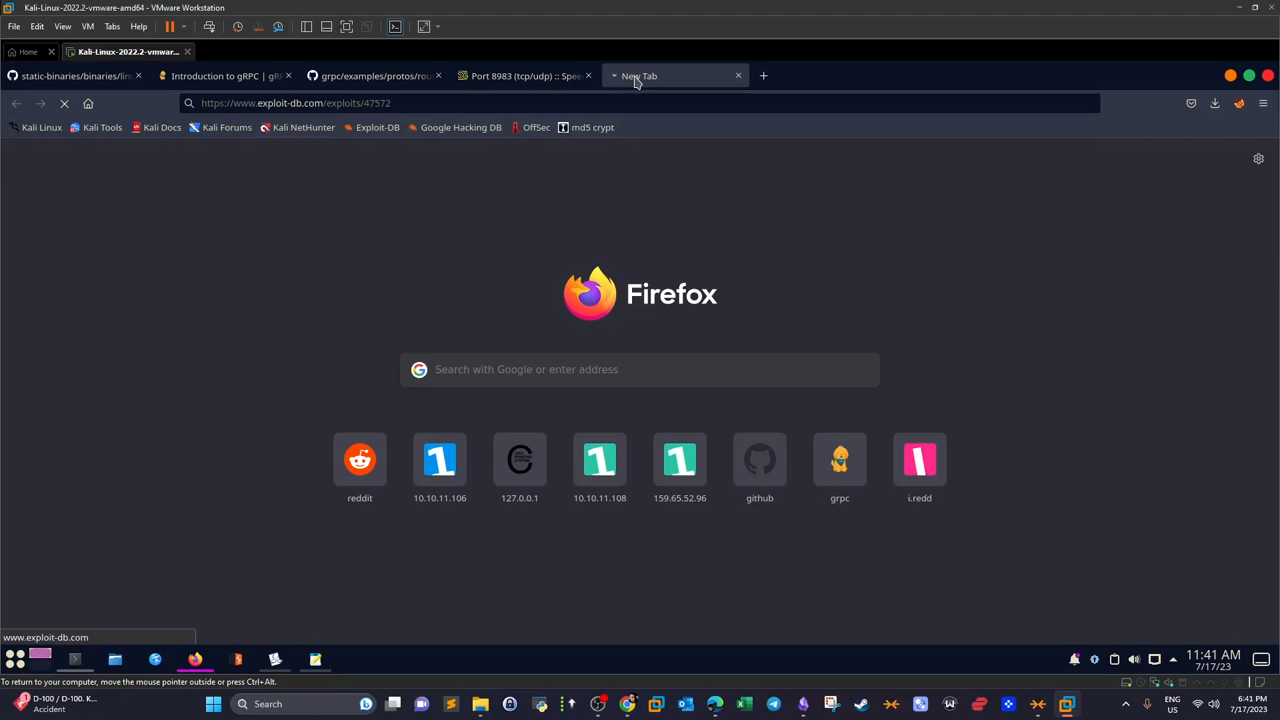 Kali-Linux-2022.2-vmware-amd64 - VMware Workstation
File Edit View VM Tabs Help
Home Kali-Linux-2022.2-vmwar...
static-binaries/binaries/lin Introduction to gRPC | gR grpc/examples/protos/rou Port 8983 (tcp/udp) :: Spee New Tab
https://www.exploit-db.com/exploits/47572
Kali Linux Kali Tools Kali Docs Kali Forums Kali NetHunter Exploit-DB Google Hacking DB OffSec md5 crypt
Firefox
Search with Google or enter address
reddit 10.10.11.106 127.0.0.1 10.10.11.108 159.65.52.96 github grpc i.redd
www.exploit-db.com
11:41 AM
7/17/23
To return to your computer, move the mouse pointer outside or press Ctrl+Alt.
D-100 / D-100. K...
Accident
Search
ENG
US
6:41 PM
7/17/2023